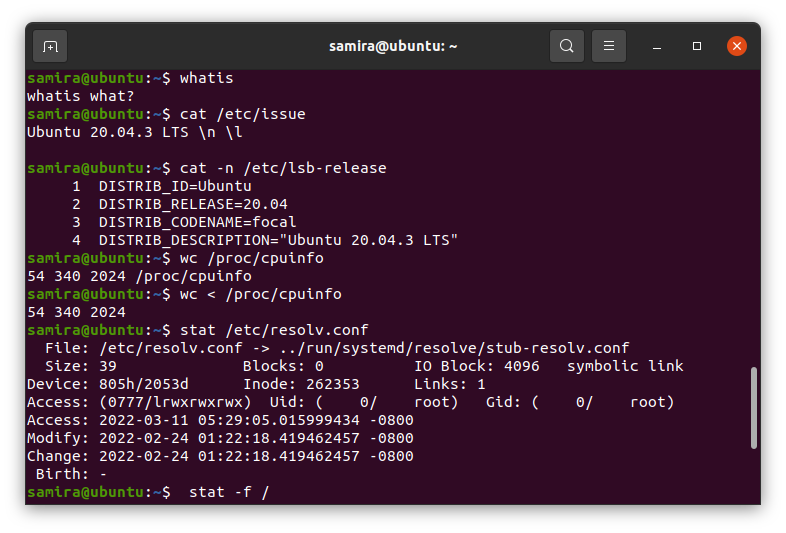 samira@ubuntu: ~
samira@ubuntu:~$ whatis
whatis what?
samira@ubuntu:~$ cat /etc/issue
Ubuntu 20.04.3 LTS \n \l

samira@ubuntu:~$ cat -n /etc/lsb-release
     1  DISTRIB_ID=Ubuntu
     2  DISTRIB_RELEASE=20.04
     3  DISTRIB_CODENAME=focal
     4  DISTRIB_DESCRIPTION="Ubuntu 20.04.3 LTS"
samira@ubuntu:~$ wc /proc/cpuinfo
54 340 2024 /proc/cpuinfo
samira@ubuntu:~$ wc < /proc/cpuinfo
54 340 2024
samira@ubuntu:~$ stat /etc/resolv.conf
  File: /etc/resolv.conf -> ../run/systemd/resolve/stub-resolv.conf
  Size: 39              Blocks: 0          IO Block: 4096   symbolic link
Device: 805h/2053d      Inode: 262353      Links: 1
Access: (0777/lrwxrwxrwx)  Uid: (    0/    root)   Gid: (    0/    root)
Access: 2022-03-11 05:29:05.015999434 -0800
Modify: 2022-02-24 01:22:18.419462457 -0800
Change: 2022-02-24 01:22:18.419462457 -0800
 Birth: -
samira@ubuntu:~$  stat -f /